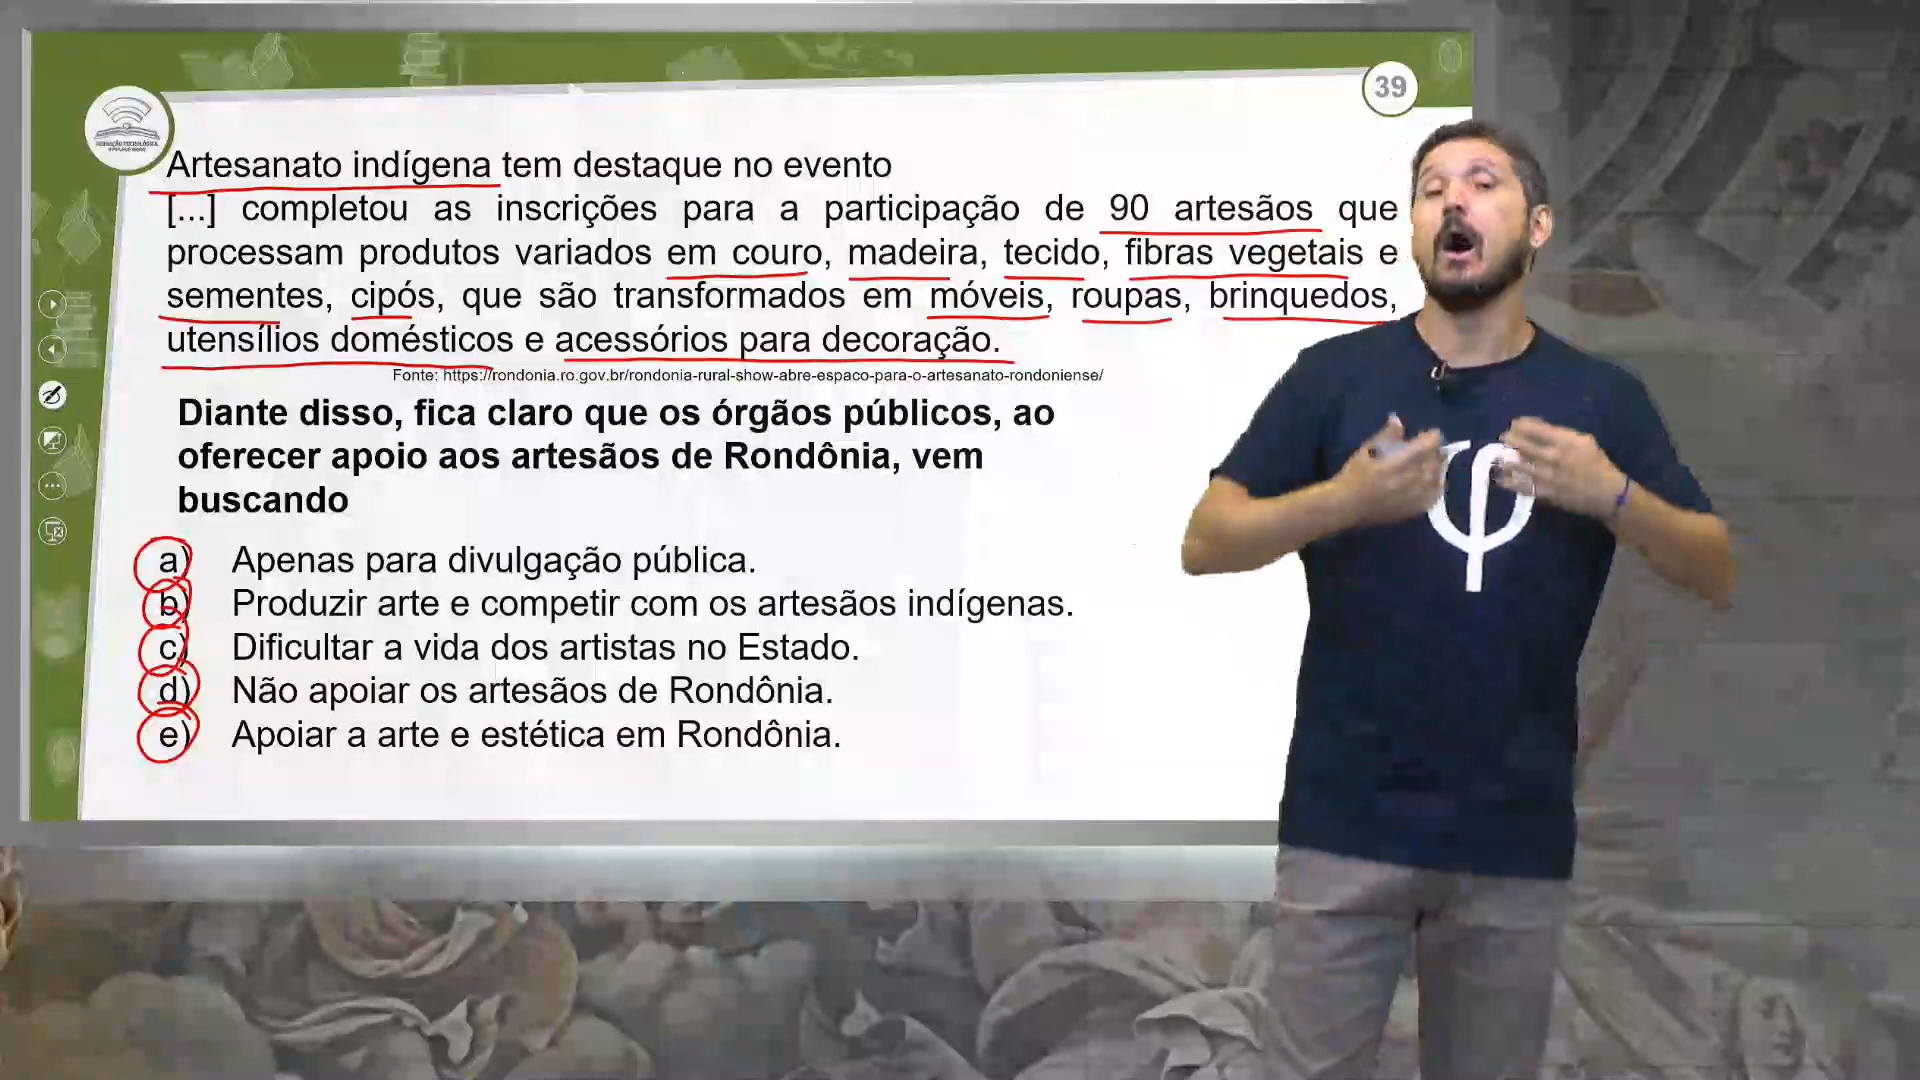 39
Artesanato indígena tem destaque no evento
[...] completou as inscrições para a participação de 90 artesãos que
processam produtos variados em couro, madeira, tecido, fibras vegetais e
sementes, cipós, que são transformados em móveis, roupas, brinquedos,
utensílios domésticos e acessórios para decoração.
Fonte: https://rondonia.ro.gov.br/rondonia-rural-show-abre-espaco-para-o-artesanato-rondoniense/
Diante disso, fica claro que os órgãos públicos, ao
oferecer apoio aos artesãos de Rondônia, vem
buscando
a) Apenas para divulgação pública.
b) Produzir arte e competir com os artesãos indígenas.
c) Dificultar a vida dos artistas no Estado.
d) Não apoiar os artesãos de Rondônia.
e) Apoiar a arte e estética em Rondônia.